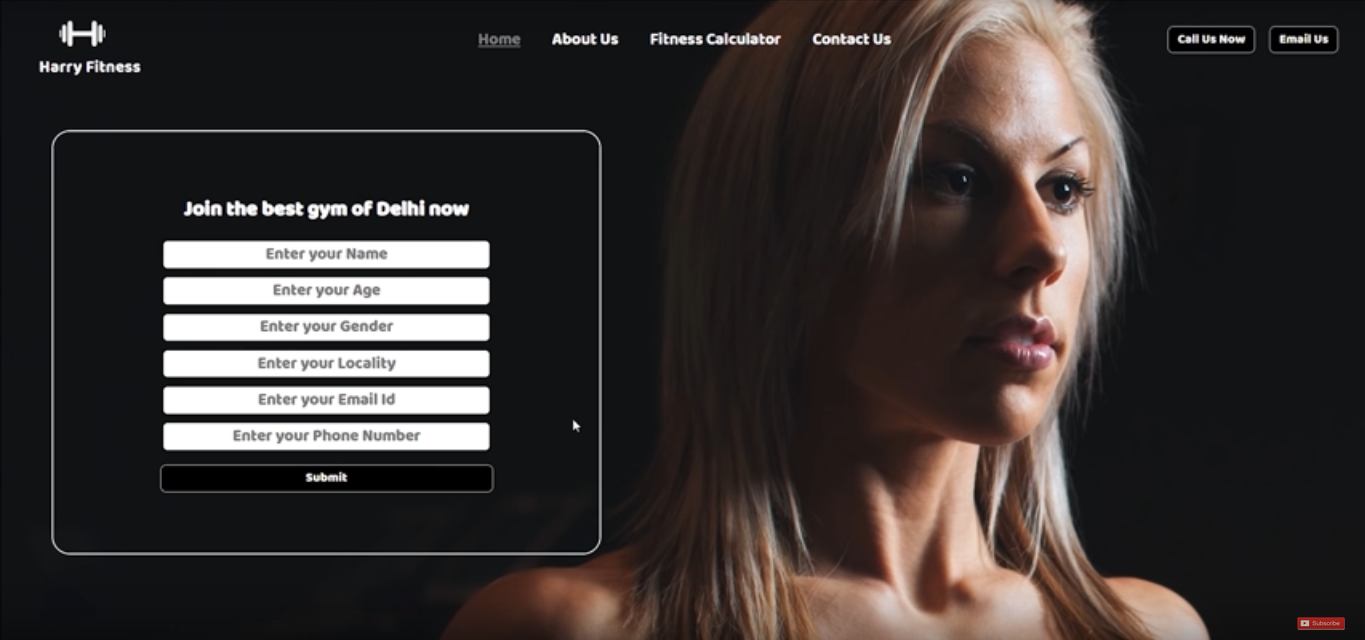 Harry Fitness
Home
About Us
Fitness Calculator
Contact Us
Call Us Now
Email Us
Join the best gym of Delhi now
Enter your Name
Enter your Age
Enter your Gender
Enter your Locality
Enter your Email Id
Enter your Phone Number
Submit
Subscribe